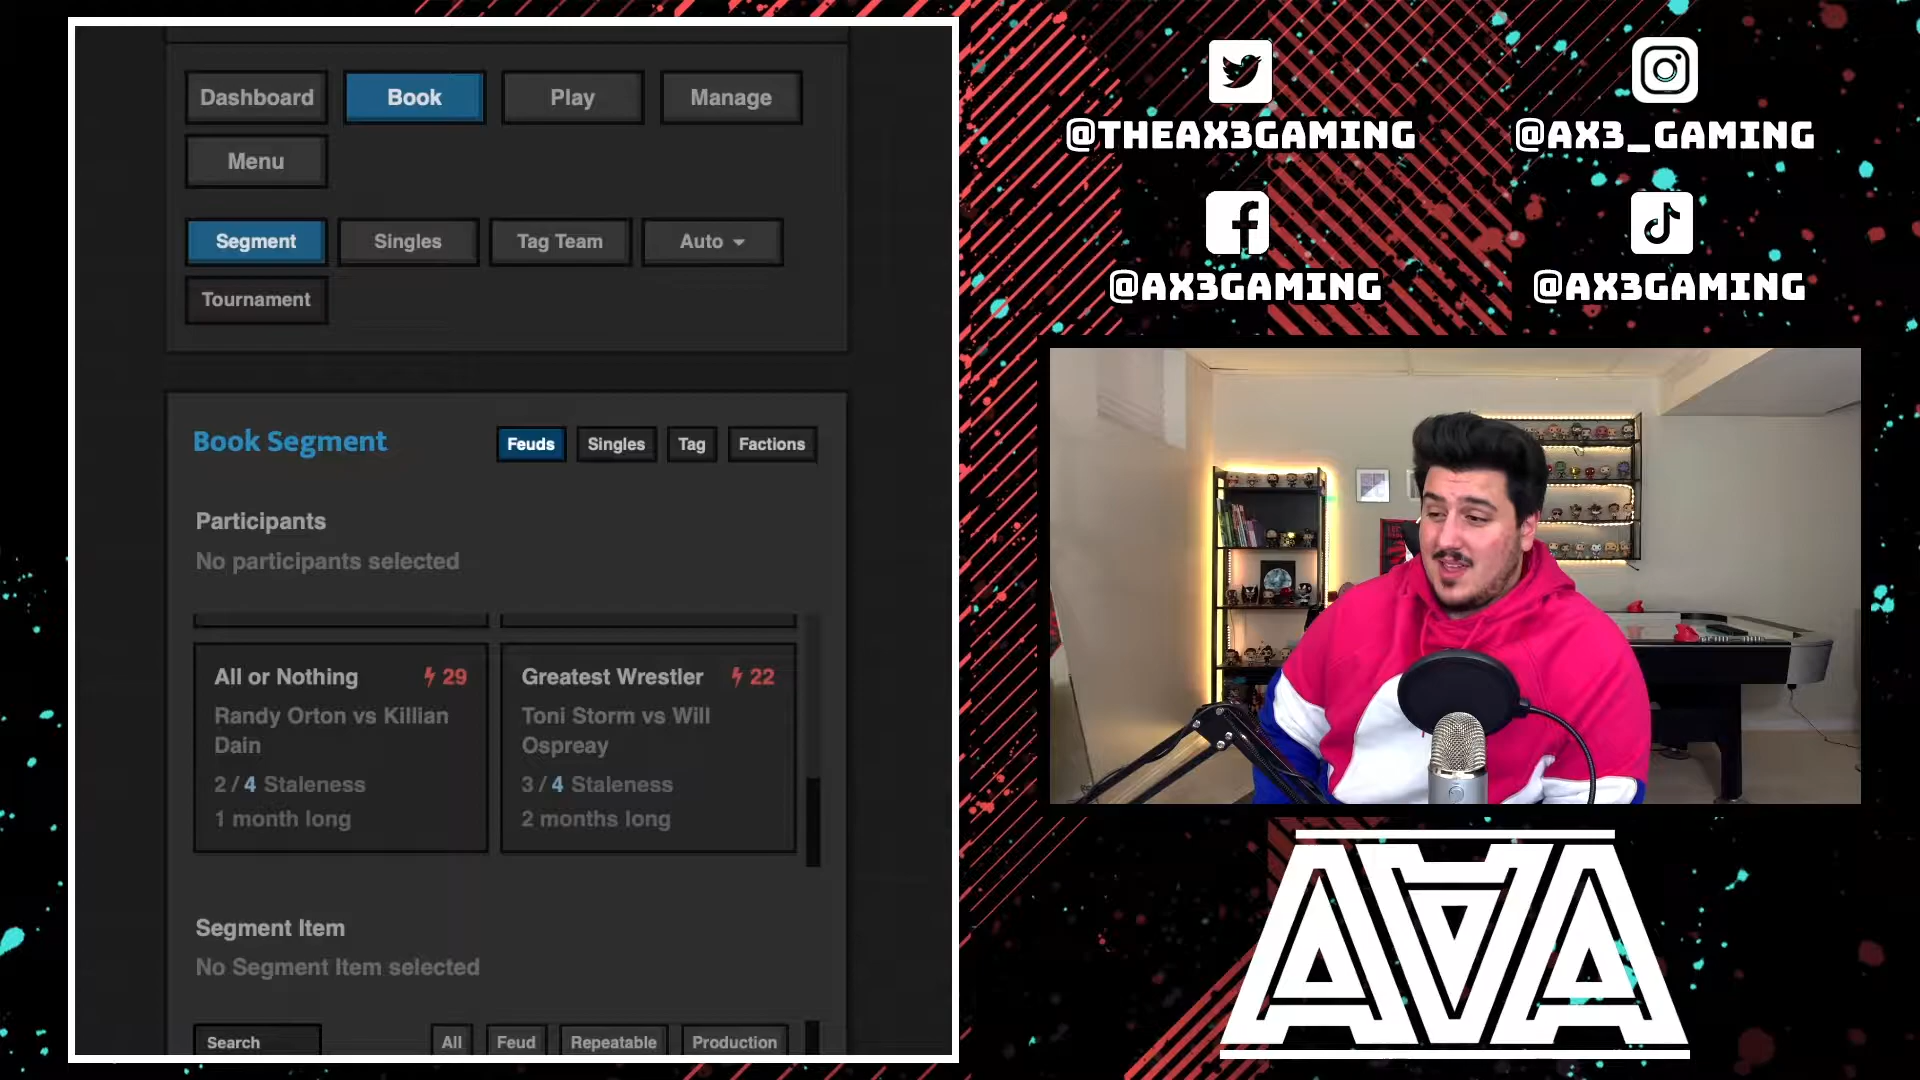 Dashboard
Book
Play
Manage
Menu
Segment
Singles
Tag Team
Auto
Tournament
Book Segment
Feuds
Singles
Tag
Factions
Participants
No participants selected
All or Nothing
29
Randy Orton vs Killian
Dain
2 / 4 Staleness
1 month long
Greatest Wrestler
22
Toni Storm vs Will
Ospreay
3 / 4 Staleness
2 months long
Segment Item
No Segment Item selected
Search
All
Feud
Repeatable
Production
@THEAX3GAMING
@AX3_GAMING
@AX3GAMING
@AX3GAMING